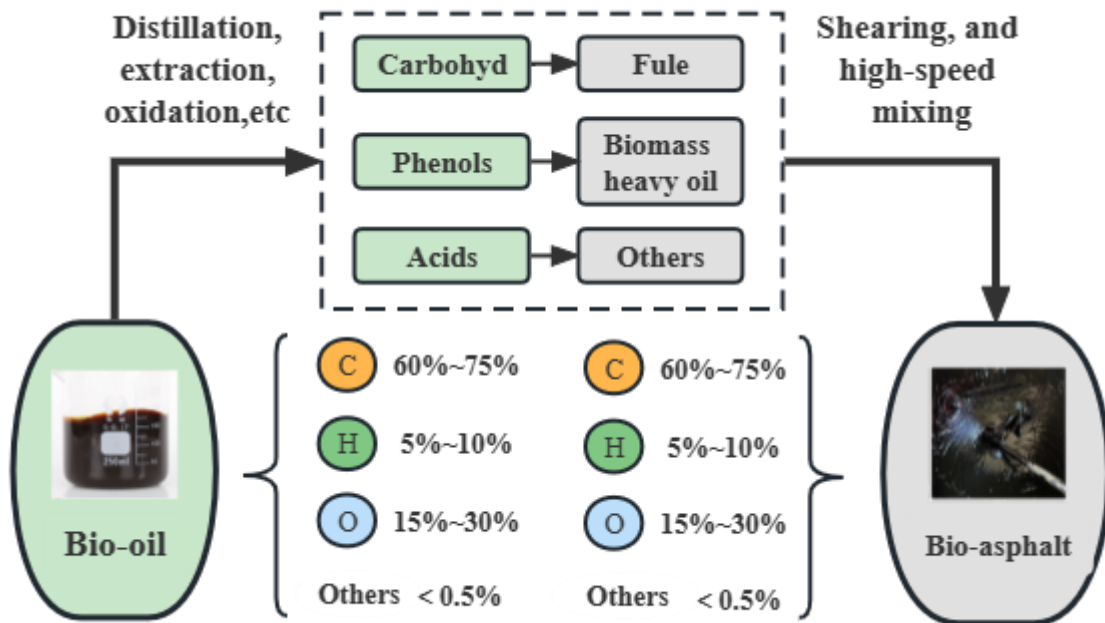 Distillation,
extraction,
oxidation,etc
Carbohyd
Fule
Phenols
Biomass
heavy oil
Acids
Others
Shearing, and
high-speed
mixing
250ml
Bio-oil
C 60%~75%
H 5%~10%
O 15%~30%
Others < 0.5%
C 60%~75%
H 5%~10%
O 15%~30%
Others < 0.5%
Bio-asphalt